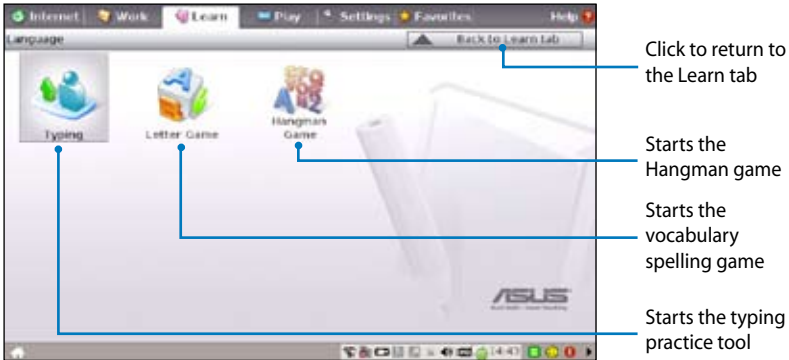 Internet Work Learn Play Settings Favorites Help
Language Back to Learn tab
Typing
Letter Game
Hangman
Game
Click to return to
the Learn tab
Starts the
Hangman game
Starts the
vocabulary
spelling game
Starts the typing
practice tool
ASUS
14:43